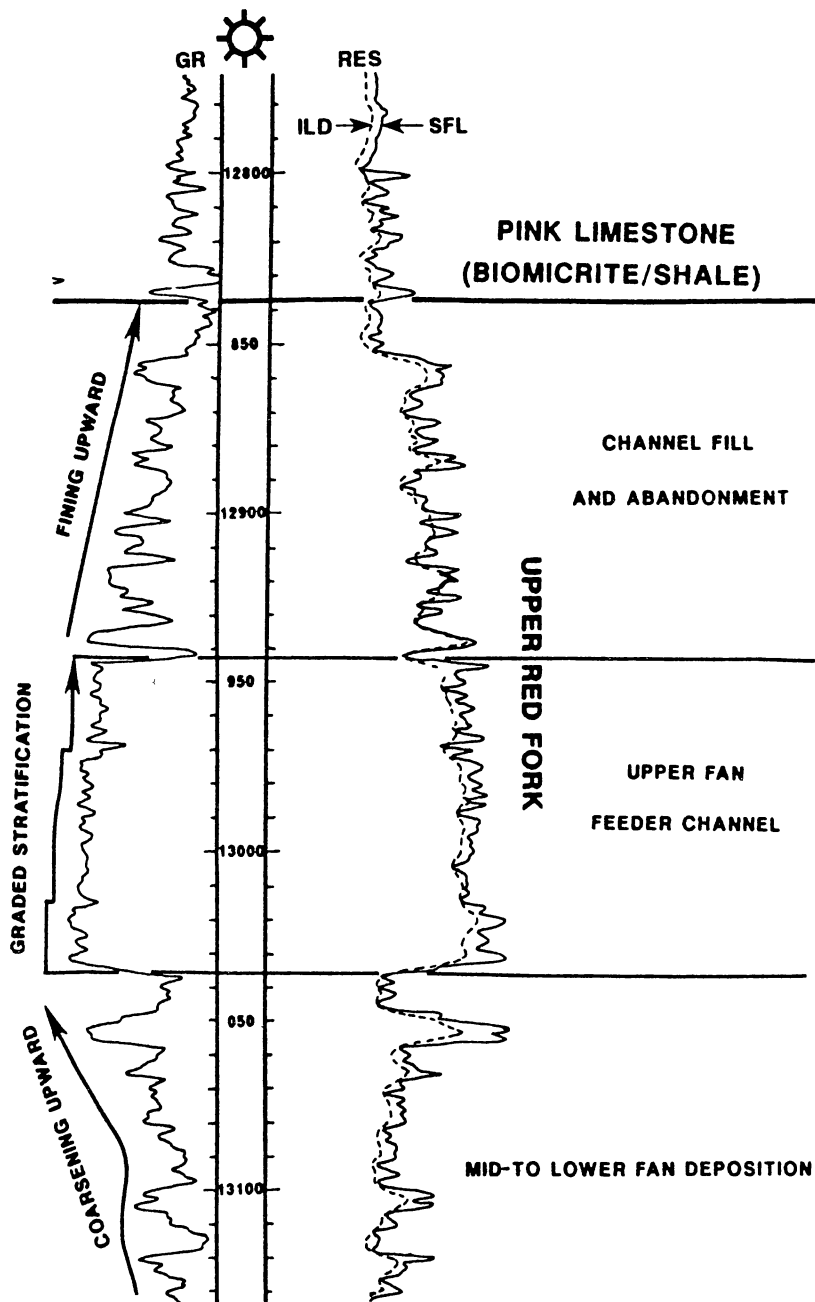 GR
RES
ILD
SFL
12800
PINK LIMESTONE
(BIOMICRITE/SHALE)
V
850
FINING UPWARD
CHANNEL FILL
AND ABANDONMENT
12900
UPPER RED FORK
950
GRADED STRATIFICATION
UPPER FAN
FEEDER CHANNEL
13000
050
COARSENING UPWARD
MID-TO LOWER FAN DEPOSITION
13100